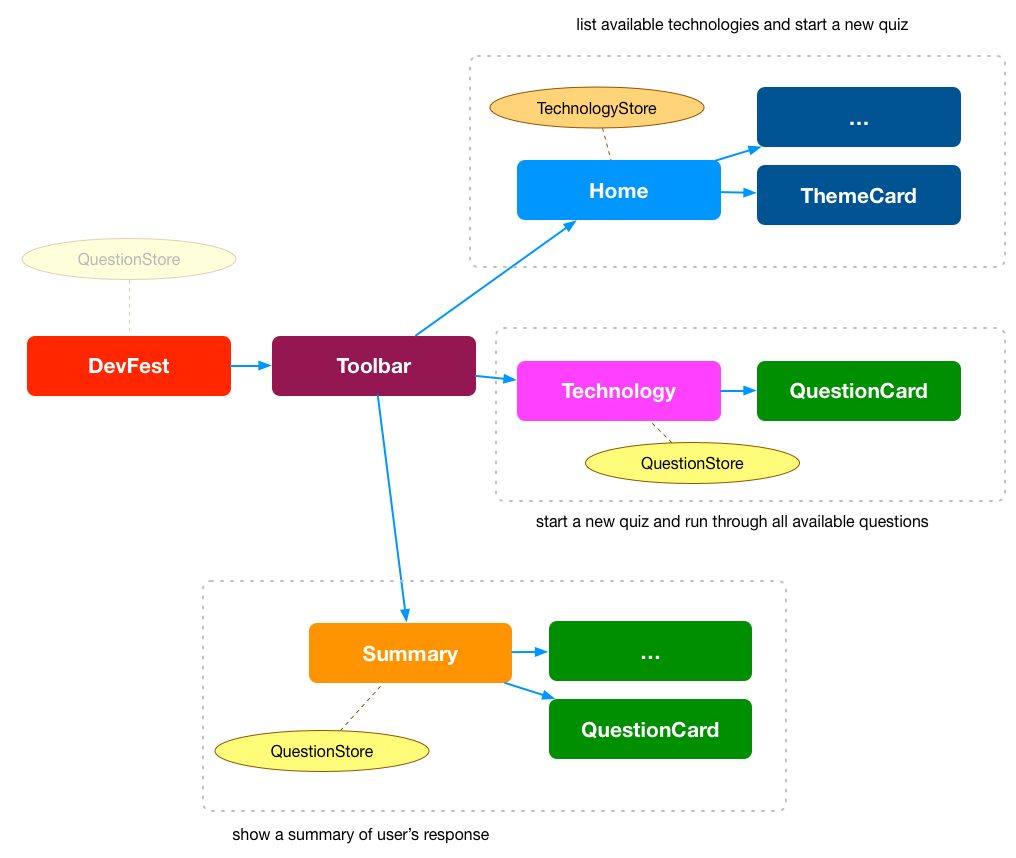 list available technologies and start a new quiz
TechnologyStore
...
Home
ThemeCard
QuestionStore
DevFest
Toolbar
Technology
QuestionCard
QuestionStore
start a new quiz and run through all available questions
Summary
...
QuestionCard
QuestionStore
show a summary of user’s response